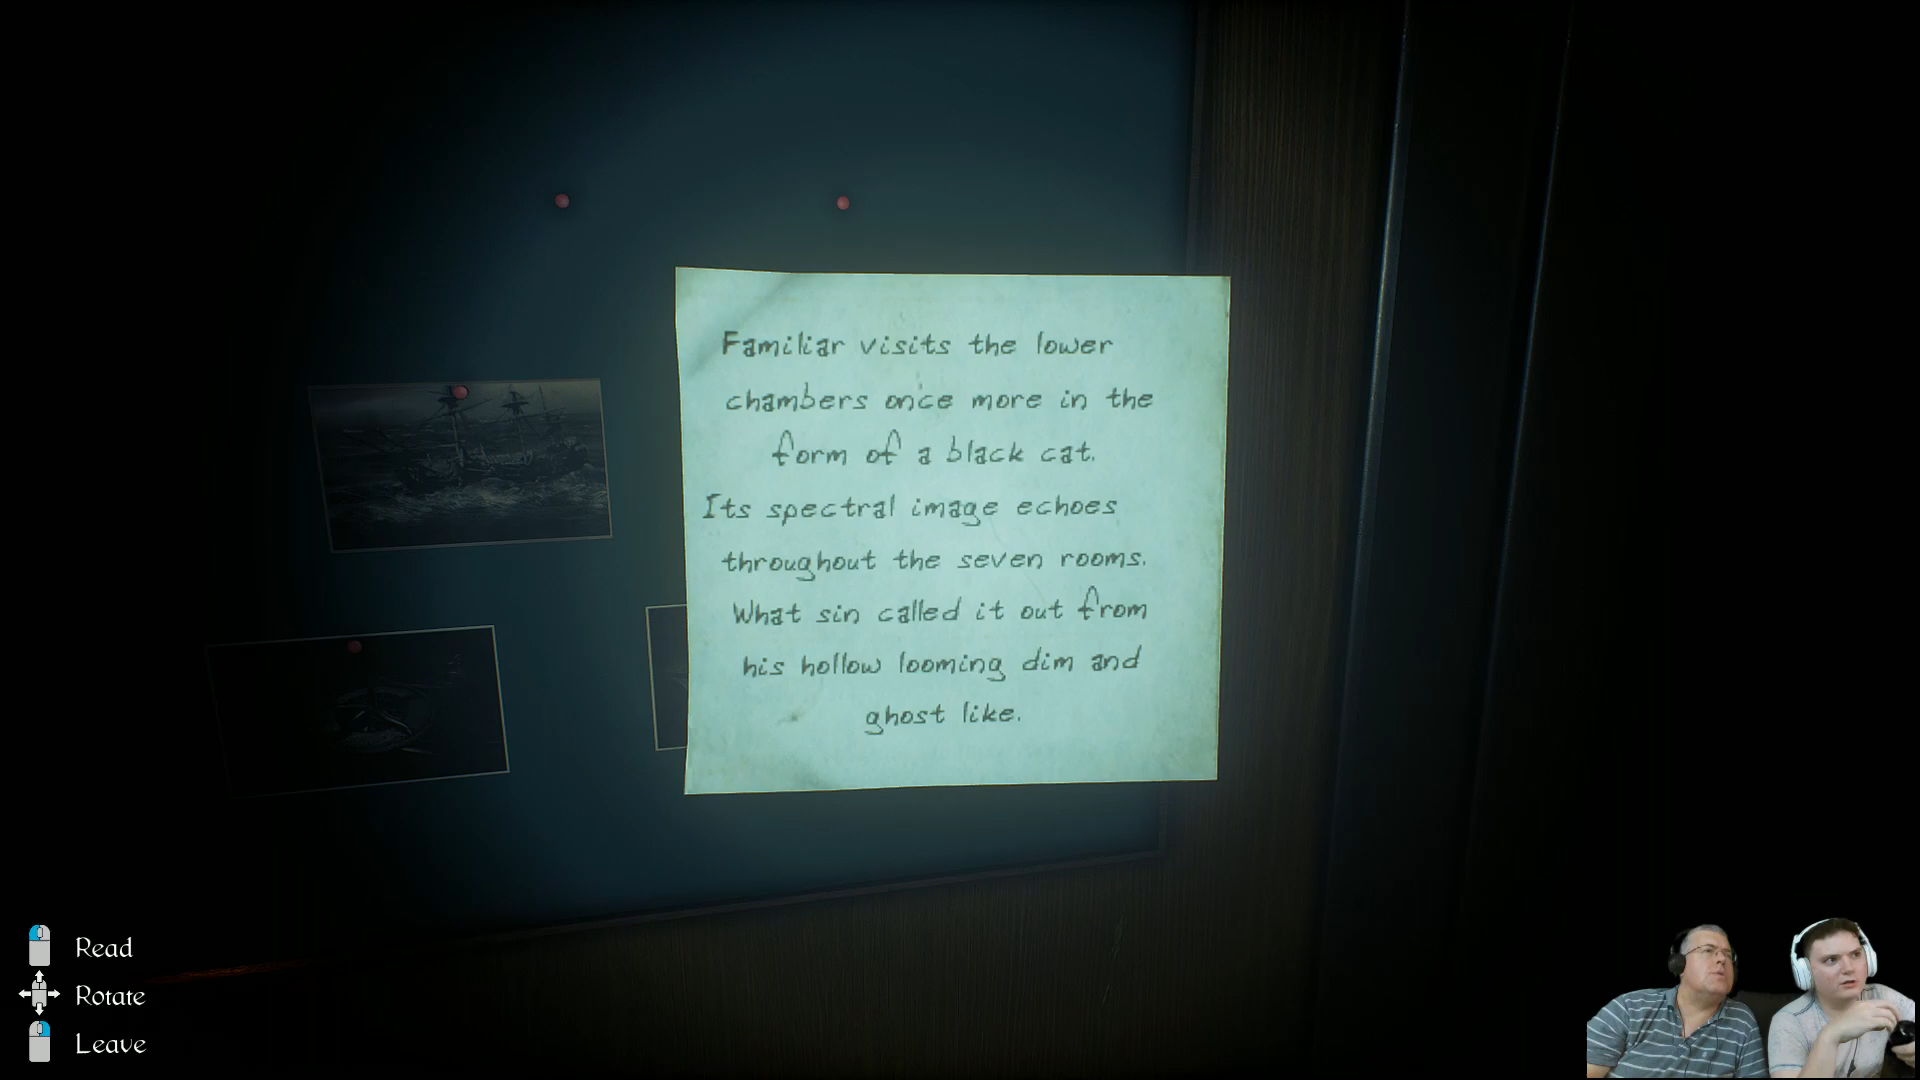 Familiar visits the lower
chambers once more in the
form of a black cat.
Its spectral image echoes
throughout the seven rooms.
What sin called it out from
his hollow looming dim and
ghost like.
Read
Rotate
Leave